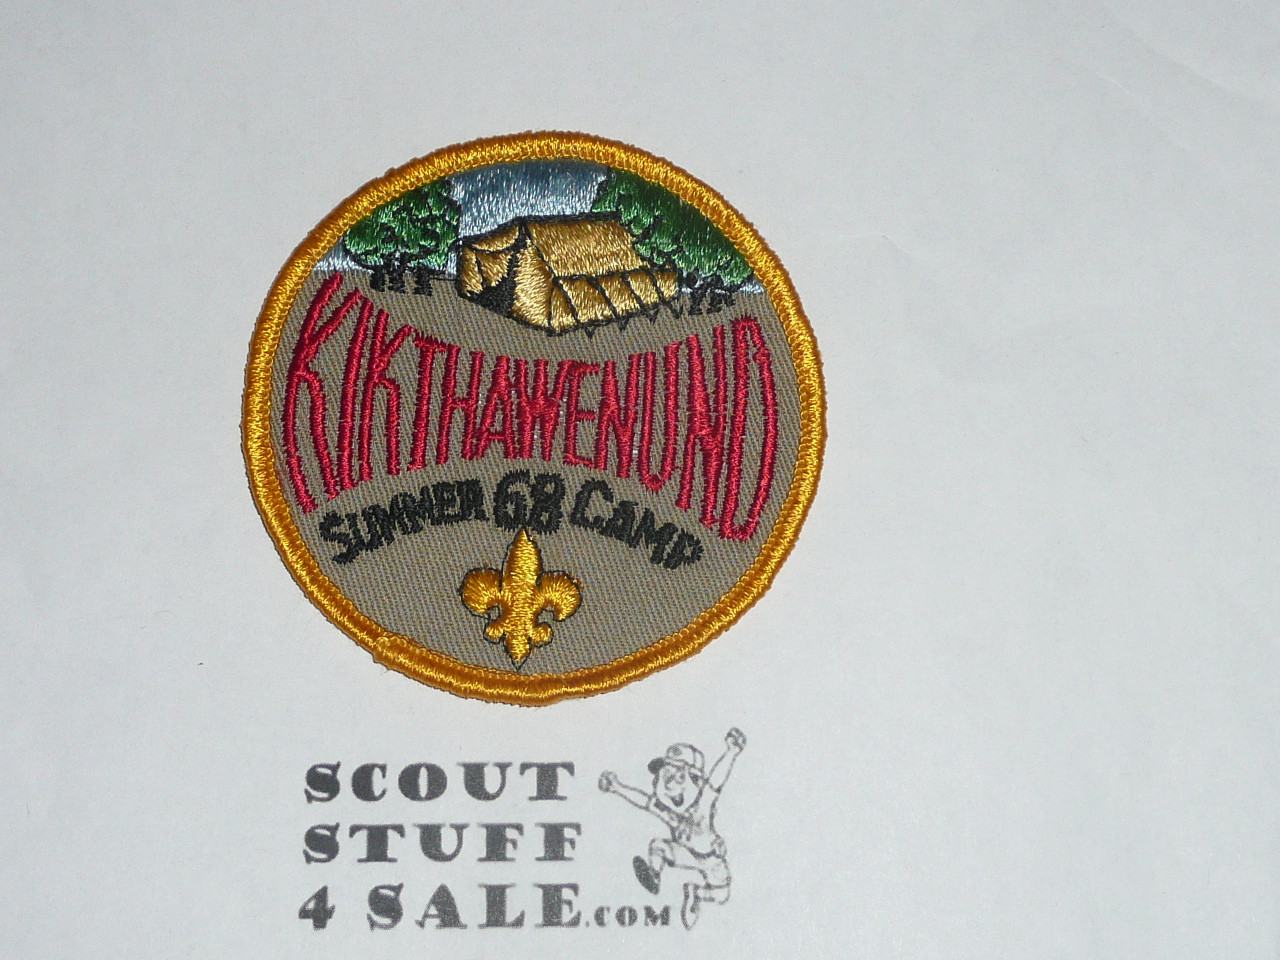 KIKTHAWENUND
SUMMER 68 CAMP
SCOUT
STUFF
4 SALE.COM